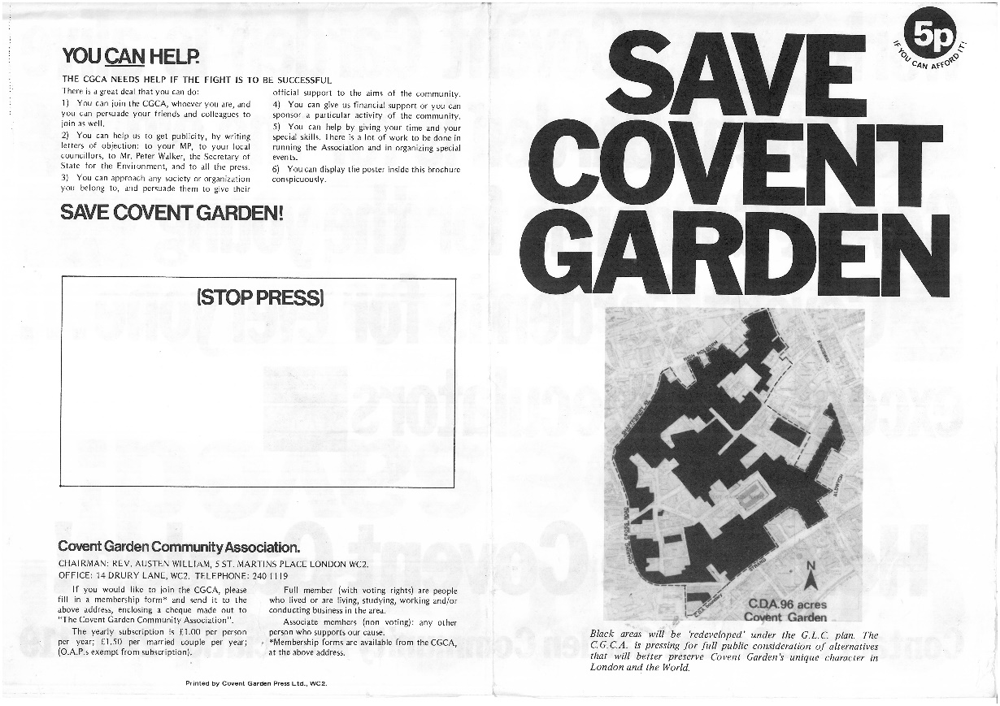 YOU CAN HELP.
THE CGCA NEEDS HELP IF THE FIGHT IS TO BE SUCCESSFUL
There is a great deal that you can do:
1) You can join the CGCA, whoever you are, and
you can persuade your friends and colleagues to
join as well.
2) You can help us to get publicity, by writing
letters of objection: to your MP, to your local
councillors, to Mr. Peter Walker, the Secretary of
State for the Environment, and to all the press.
3) You can approach any society or organization
you belong to, and persuade them to give their
official support to the aims of the community.
4) You can give us financial support or you can
sponsor a particular activity of the community.
5) You can help by giving your time and your
special skills. There is a lot of work to be done in
running the Association and in organizing special
events.
6) You can display the poster inside this brochure
conspicuously.
SAVE COVENT GARDEN!
(STOP PRESS)
Covent Garden Community Association.
CHAIRMAN: REV. AUSTEN WILLIAM, 5 ST. MARTINS PLACE LONDON WC2.
OFFICE: 14 DRURY LANE, WC2. TELEPHONE: 240 1119
If you would like to join the CGCA, please
fill in a membership form* and send it to the
above address, enclosing a cheque made out to
"The Covent Garden Community Association".
The yearly subscription is £1.00 per person
per year; £1.50 per married couple per year;
(O.A.P.s exempt from subscription).
Full member (with voting rights) are people
who lived or are living, studying, working and/or
conducting business in the area.
Associate members (non voting): any other
person who supports our cause.
*Membership forms are available from the CGCA,
at the above address.
Printed by Covent Garden Press Ltd., WC2.
5p
IF YOU CAN AFFORD IT!
SAVE
COVENT
GARDEN
HIGH HOLBORN
KINGSWAY
SHAFTESBURY AV.
ALDWYCH
CHARING CROSS ROAD
STRAND
N
C.D.A. boundary
C.D.A. 96 acres
Covent Garden
Black areas will be 'redeveloped' under the G.L.C. plan. The
C.G.C.A. is pressing for full public consideration of alternatives
that will better preserve Covent Garden's unique character in
London and the World.